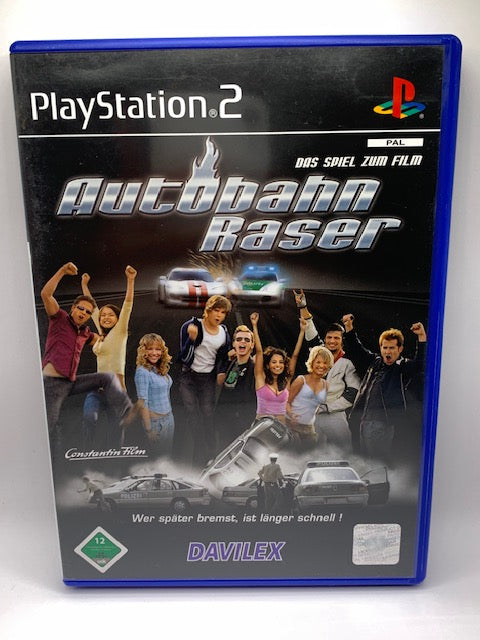 PlayStation®2
PAL
DAS SPIEL ZUM FILM
Autobahn
Raser
Constantin Film
POLIZEI
Wer später bremst, ist länger schnell !
12
DAVILEX